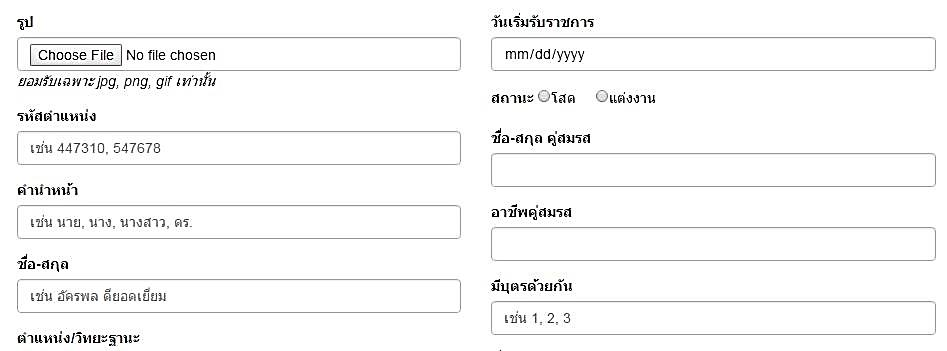 รูป
Choose File No file chosen
ยอมรับเฉพาะ jpg, png, gif เท่านั้น
รหัสตำแหน่ง
เช่น 447310, 547678
คำนำหน้า
เช่น นาย, นาง, นางสาว, ดร.
ชื่อ-สกุล
เช่น อัครพล ดียอดเยี่ยม
ตำแหน่ง/วิทยะฐานะ
วันเริ่มรับราชการ
mm/dd/yyyy
สถานะ โสด แต่งงาน
ชื่อ-สกุล คู่สมรส
อาชีพคู่สมรส
มีบุตรด้วยกัน
เช่น 1, 2, 3